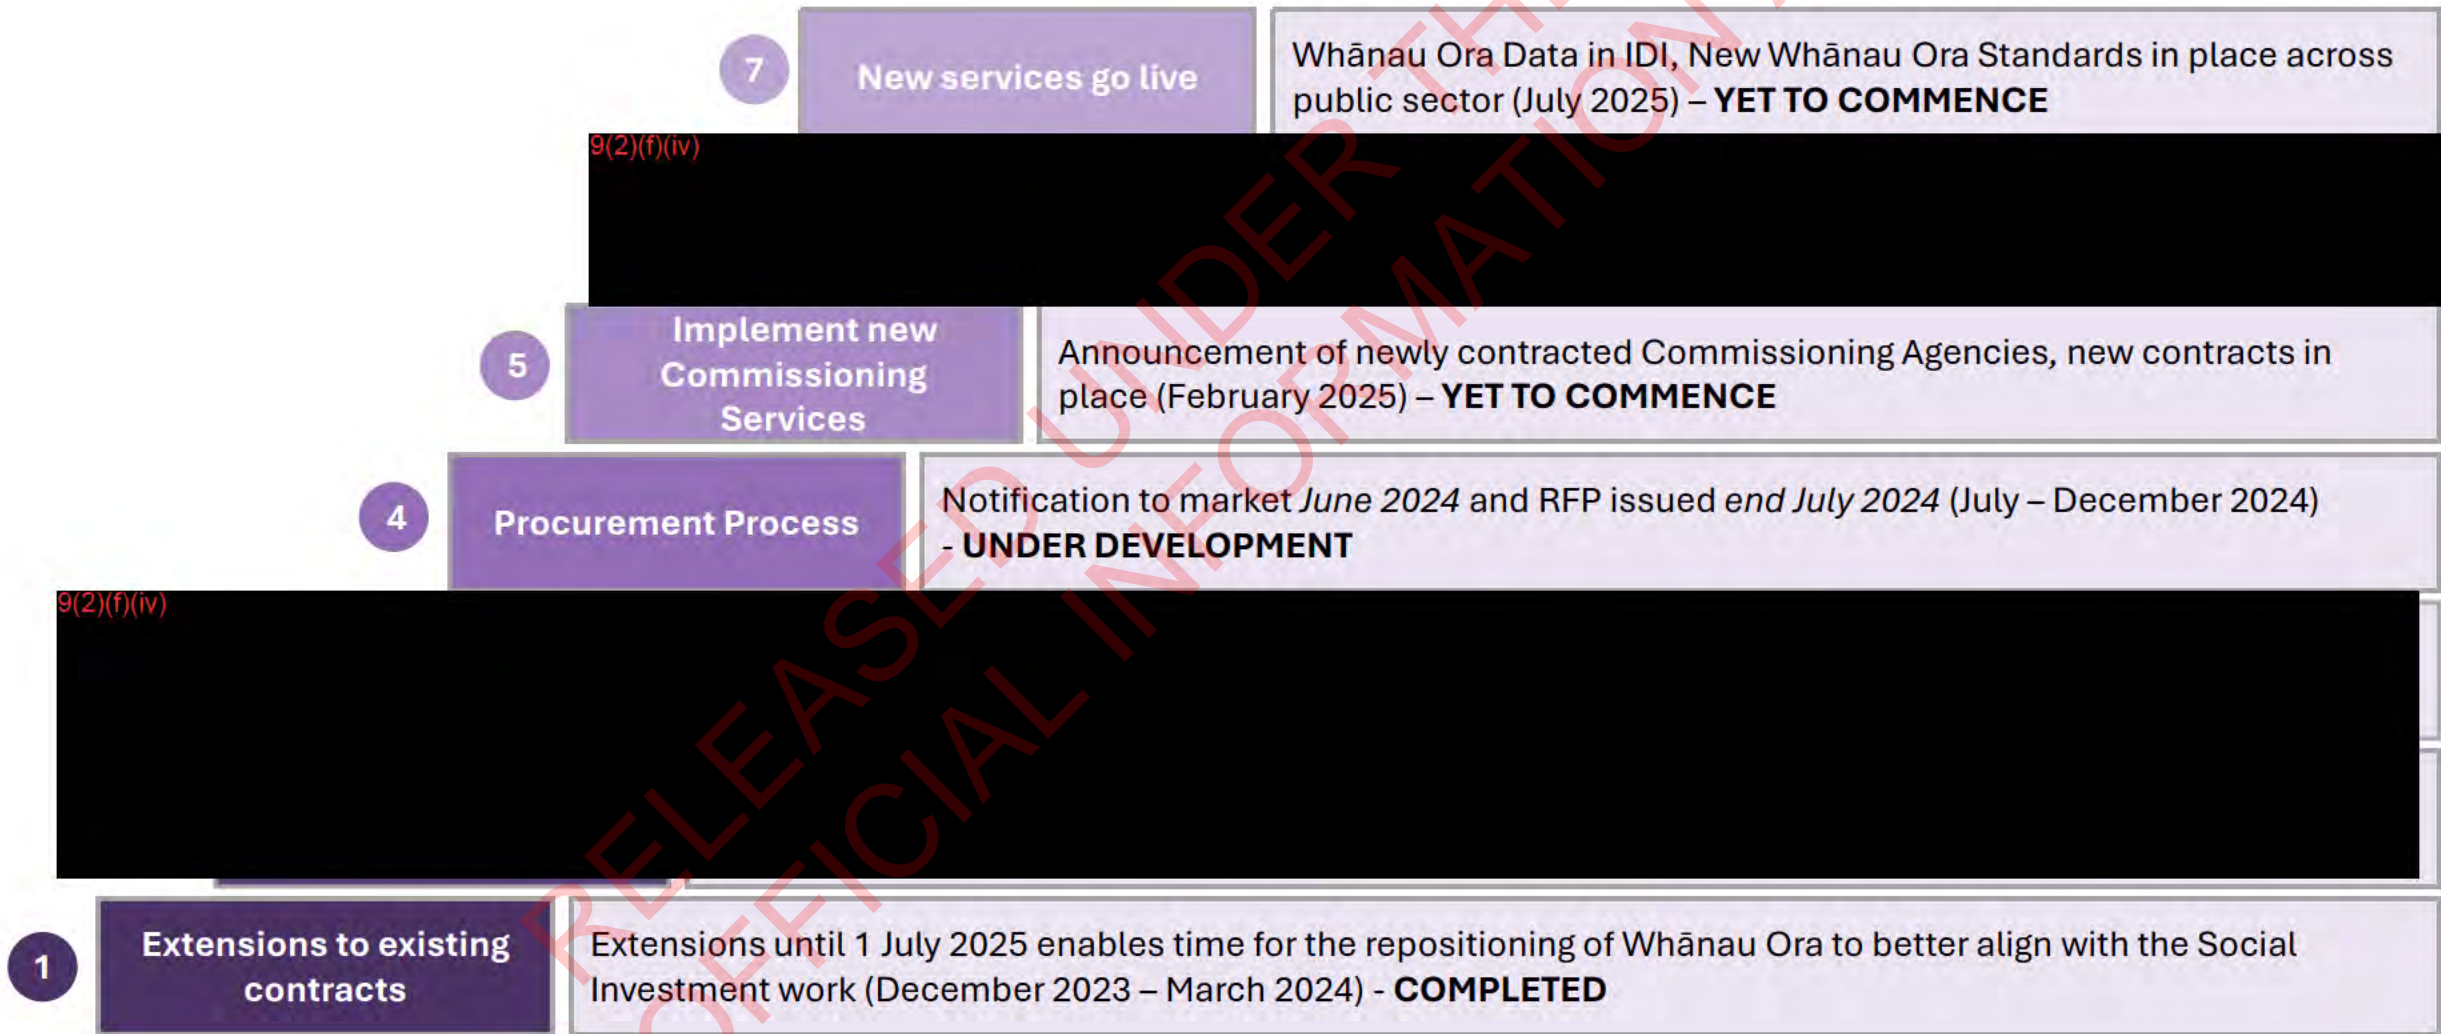 7
New services go live
Whānau Ora Data in IDI, New Whānau Ora Standards in place across
public sector (July 2025) – YET TO COMMENCE
9(2)(f)(iv)
5
Implement new
Commissioning
Services
Announcement of newly contracted Commissioning Agencies, new contracts in
place (February 2025) – YET TO COMMENCE
4
Procurement Process
Notification to market June 2024 and RFP issued end July 2024 (July – December 2024)
- UNDER DEVELOPMENT
9(2)(f)(iv)
1
Extensions to existing
contracts
Extensions until 1 July 2025 enables time for the repositioning of Whānau Ora to better align with the Social
Investment work (December 2023 – March 2024) - COMPLETED
RELEASED UNDER
OFFICIAL INFORMATION